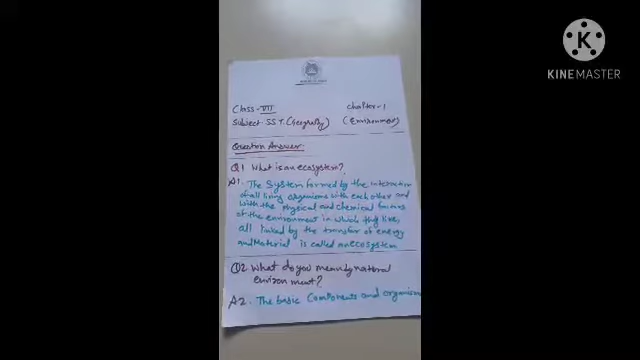 KINEMASTER
Class-VII
Chapter-1
Subject-SST.(Geography)
(Environment)
Question Answer:
Q1 What is an ecosystem?
A1. The System formed by the interaction
of all living organisms with each other and
with the physical and chemical factors
of the environment in which they live,
all linked by the transfer of energy
and Material is called an ecosystem
Q2 What do you mean by natural
environment?
A2. The basic Components and organism